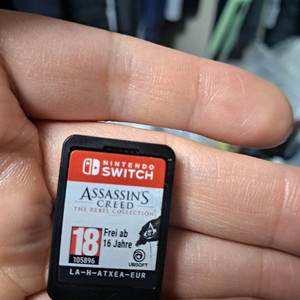 NINTENDO
SWITCH
ASSASSIN'S
CREED
THE REBEL COLLECTION
18
105896
Frei ab
16 Jahre
UBISOFT
LA-H-ATXEA-EUR